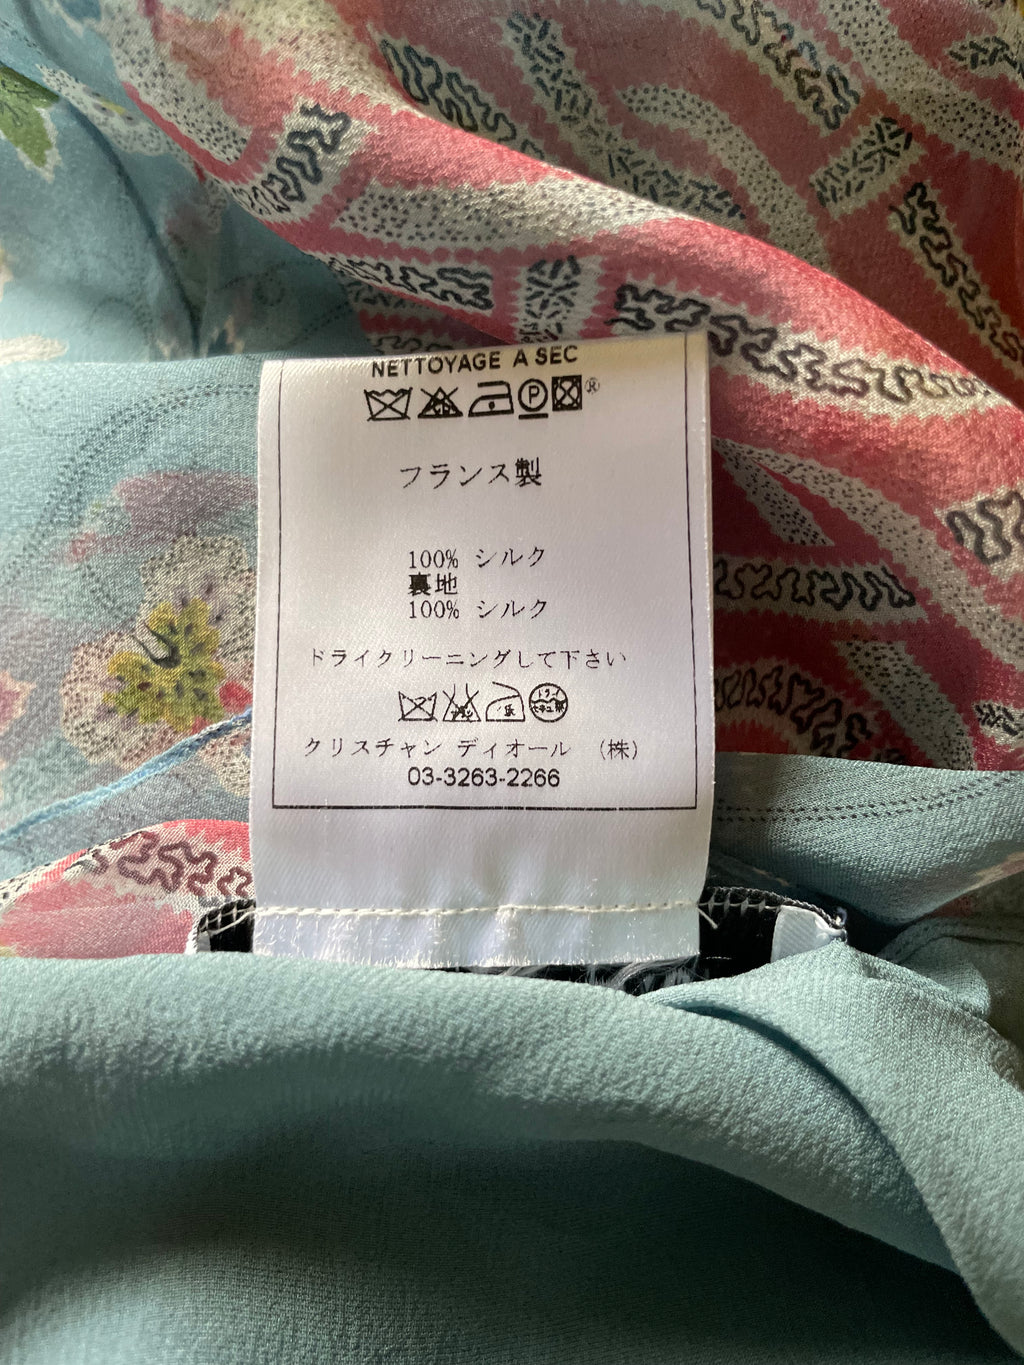 NETTOYAGE A SEC
P ®
フランス製
100% シルク
裏地
100% シルク
ドライクリーニングして下さい
クリスチャン ディオール (株)
03-3263-2266